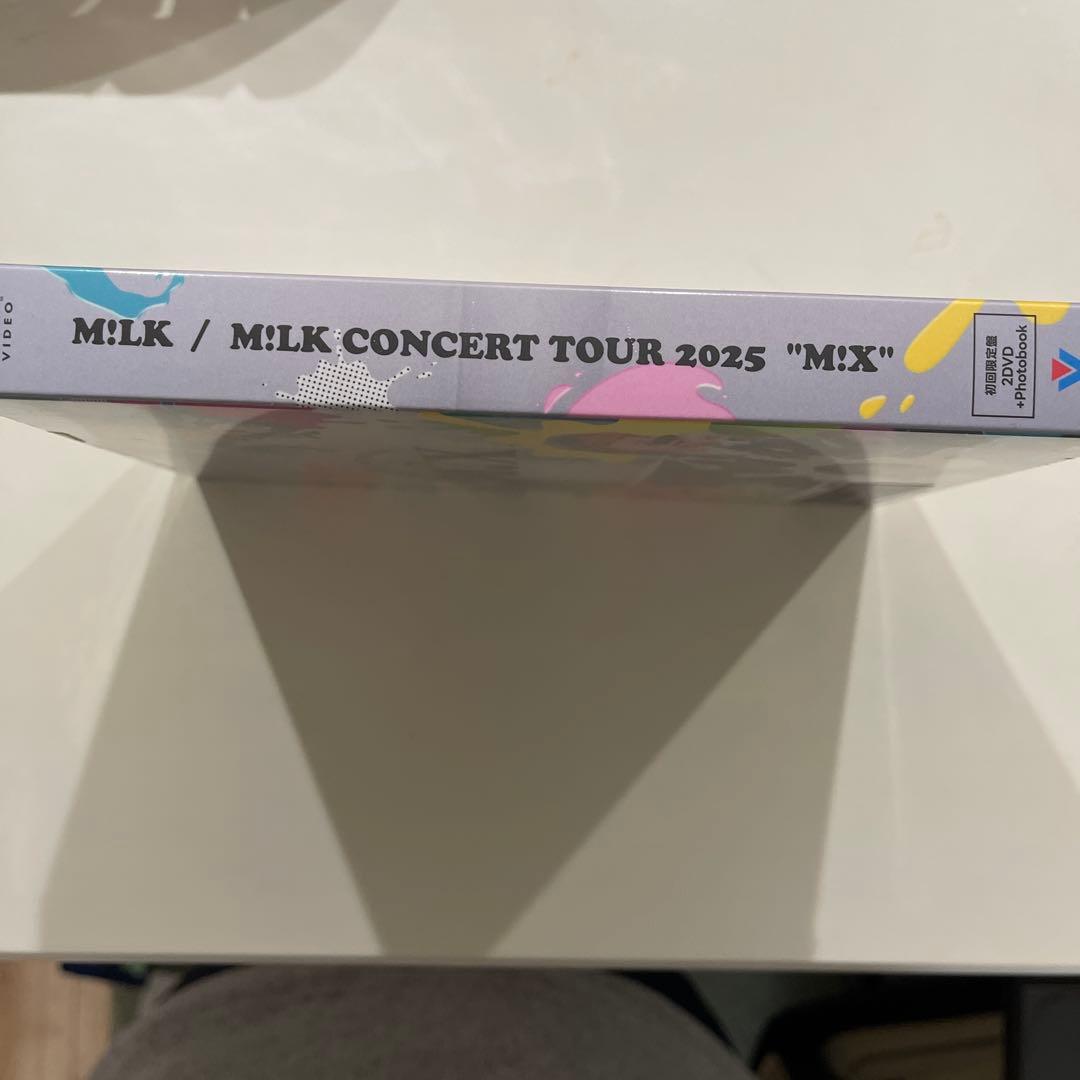 VIDEO
M!LK / M!LK CONCERT TOUR 2025 "M!X"
初回限定盤
2DVD
+Photobook